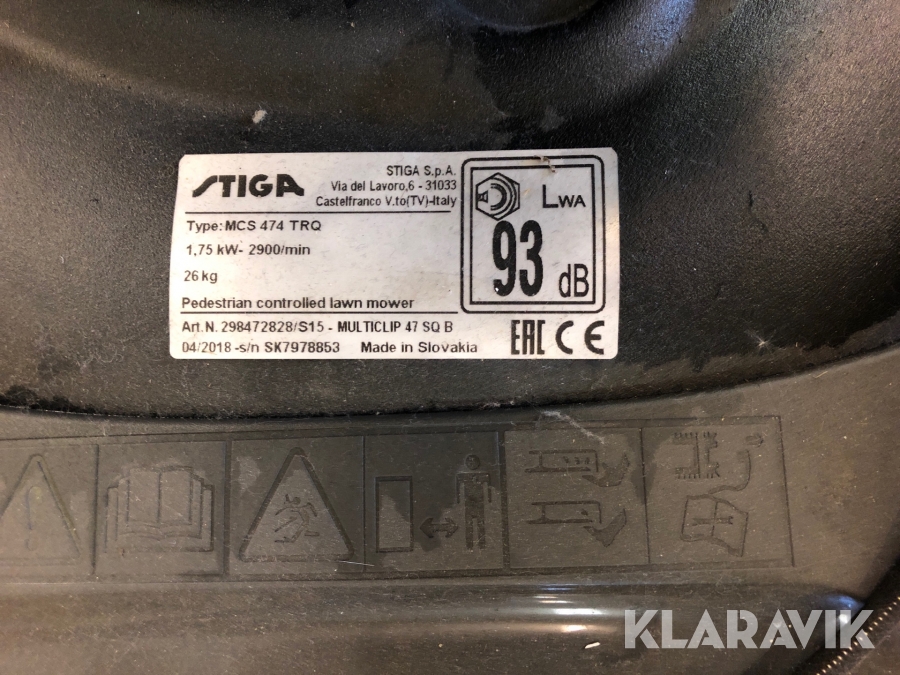 STIGA
STIGA S.p.A.
Via del Lavoro,6 - 31033
Castelfranco V.to(TV)-Italy
Type: MCS 474 TRQ
1,75 kW- 2900/min
26 kg
Pedestrian controlled lawn mower
LWA
93 dB
Art.N. 298472828/S15 - MULTICLIP 47 SQ B
04/2018 -s/n SK7978853 Made in Slovakia
EAC CE
KLARAVIK